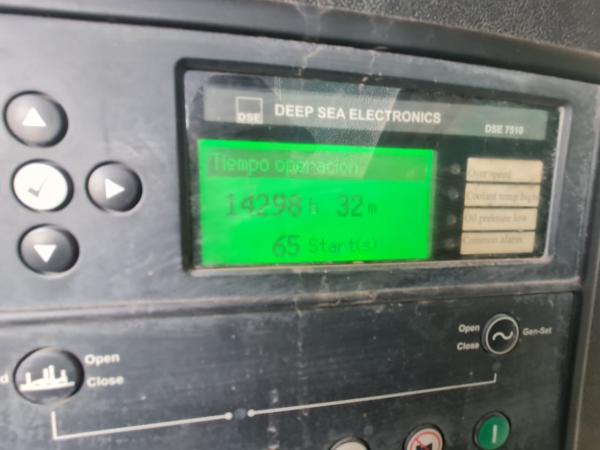 DSE
DEEP SEA ELECTRONICS
DSE 7510
Tiempo operación
14298 h 32 m
65 Start(s)
Over speed
Coolant temp high
Oil pressure low
Common alarm
Open
Close
Gen-Set
Open
Close